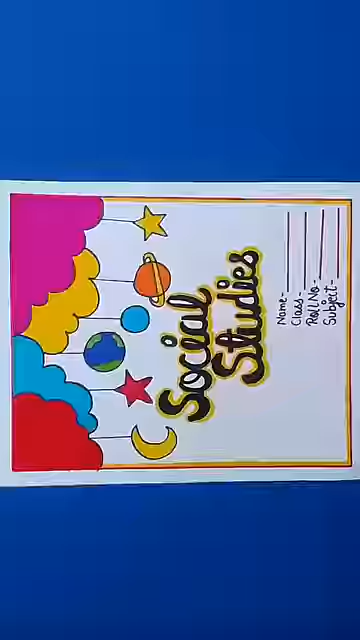 Social
Studies
Name-
Class-
Roll No-
Subject-